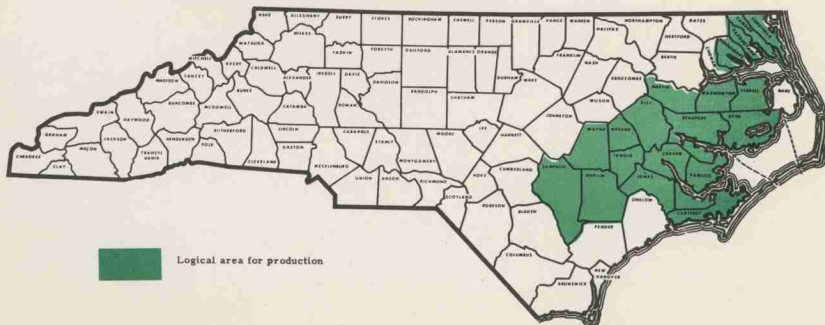 ASHE
ALLEGHANY
SURRY
STOKES
ROCKINGHAM
CASWELL
PERSON
GRANVILLE
VANCE
WARREN
NORTHAMPTON
GATES
HALIFAX
HERTFORD
BERTIE
CHOWAN
WATAUGA
WILKES
YADKIN
FORSYTH
GUILFORD
ALAMANCE
ORANGE
DURHAM
FRANKLIN
NASH
EDGECOMBE
MARTIN
WASHINGTON
TYRRELL
DARE
MITCHELL
AVERY
CALDWELL
ALEXANDER
IREDELL
DAVIE
DAVIDSON
RANDOLPH
CHATHAM
WAKE
WILSON
PITT
BEAUFORT
HYDE
MADISON
YANCEY
BURKE
CATAWBA
ROWAN
JOHNSTON
WAYNE
GREENE
SWAIN
HAYWOOD
BUNCOMBE
MCDOWELL
LINCOLN
CABARRUS
STANLY
MONTGOMERY
MOORE
LEE
HARNETT
LENOIR
CRAVEN
PAMLICO
GRAHAM
JACKSON
HENDERSON
POLK
RUTHERFORD
CLEVELAND
GASTON
MECKLENBURG
CHEROKEE
CLAY
MACON
TRANSYL
VANIA
UNION
ANSON
RICHMOND
SCOTLAND
HOKE
CUMBERLAND
SAMPSON
DUPLIN
JONES
CARTERET
ONSLOW
ROBESON
BLADEN
PENDER
COLUMBUS
NEW
HANOVER
BRUNSWICK
Logical area for production